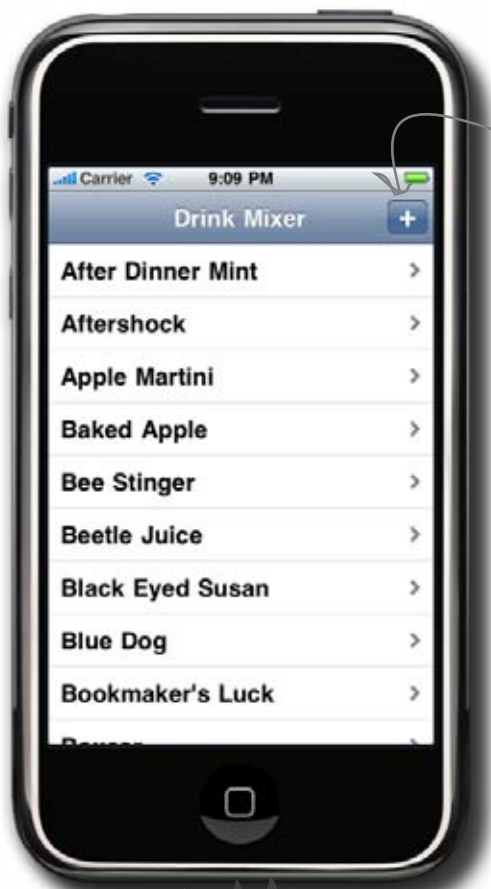 Carrier 9:09 PM
Drink Mixer +
After Dinner Mint
Aftershock
Apple Martini
Baked Apple
Bee Stinger
Beetle Juice
Black Eyed Susan
Blue Dog
Bookmaker's Luck